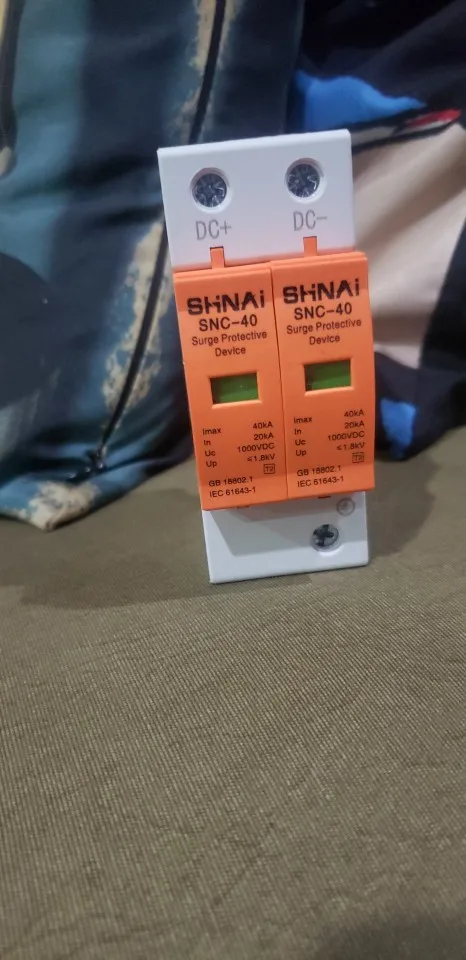 DC+
DC-
SHNAi
SNC-40
Surge Protective
Device
Imax 40kA
In 20kA
Uc 1000VDC
Up ≤1.8kV
T2
GB 18802.1
IEC 61643-1
SHNAi
SNC-40
Surge Protective
Device
Imax 40kA
In 20kA
Uc 1000VDC
Up ≤1.8kV
T2
GB 18802.1
IEC 61643-1